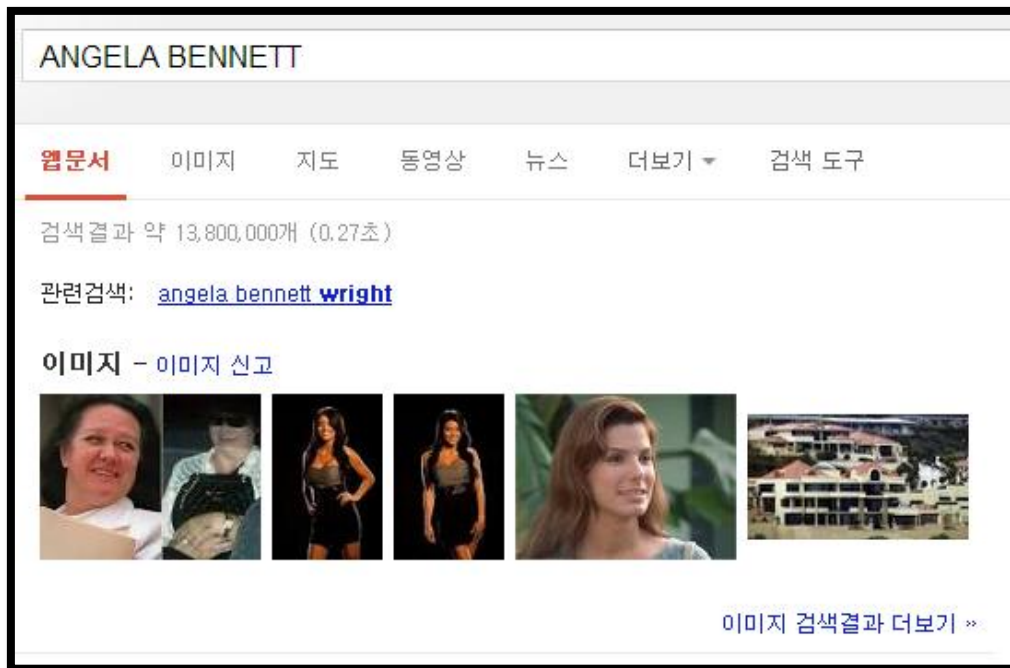 ANGELA BENNETT
웹문서 이미지 지도 동영상 뉴스 더보기 검색 도구
검색결과 약 13,800,000개 (0.27초)
관련검색: angela bennett wright
이미지 - 이미지 신고
이미지 검색결과 더보기 »